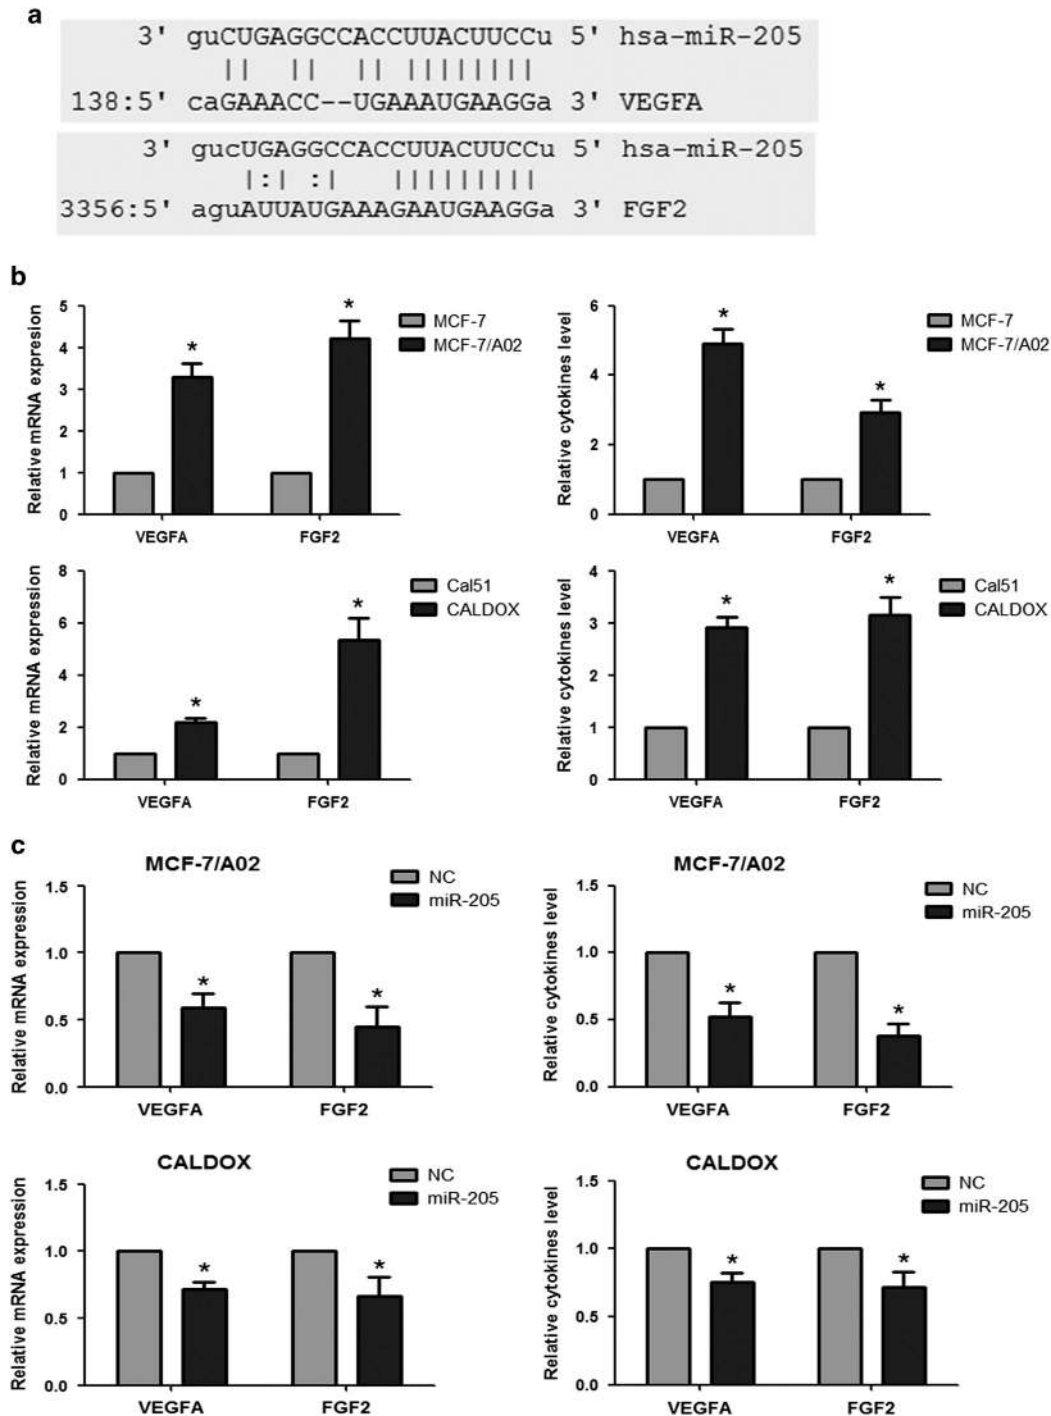 a
3' guCUGAGGCCACCUUACUUCCu 5' hsa-miR-205
|| || || ||||||||
138:5' caGAAACC--UGAAAUGAAGGa 3' VEGFA
3' gucUGAGGCCACCUUACUUCCu 5' hsa-miR-205
|:| :| |||||||||
3356:5' aguAUUAUGAAAGAAUGAAGGa 3' FGF2
b
Relative mRNA expression
5
4
3
2
1
0
*
*
VEGFA
FGF2
MCF-7
MCF-7/A02
Relative cytokines level
6
4
2
0
*
*
VEGFA
FGF2
MCF-7
MCF-7/A02
Relative mRNA expression
8
6
4
2
0
*
*
VEGFA
FGF2
Cal51
CALDOX
Relative cytokines level
4
3
2
1
0
*
*
VEGFA
FGF2
Cal51
CALDOX
c
MCF-7/A02
Relative mRNA expression
1.5
1.0
0.5
0.0
*
*
VEGFA
FGF2
NC
miR-205
MCF-7/A02
Relative cytokines level
1.5
1.0
0.5
0.0
*
*
VEGFA
FGF2
NC
miR-205
CALDOX
Relative mRNA expression
1.5
1.0
0.5
0.0
*
*
VEGFA
FGF2
NC
miR-205
CALDOX
Relative cytokines level
1.5
1.0
0.5
0.0
*
*
VEGFA
FGF2
NC
miR-205